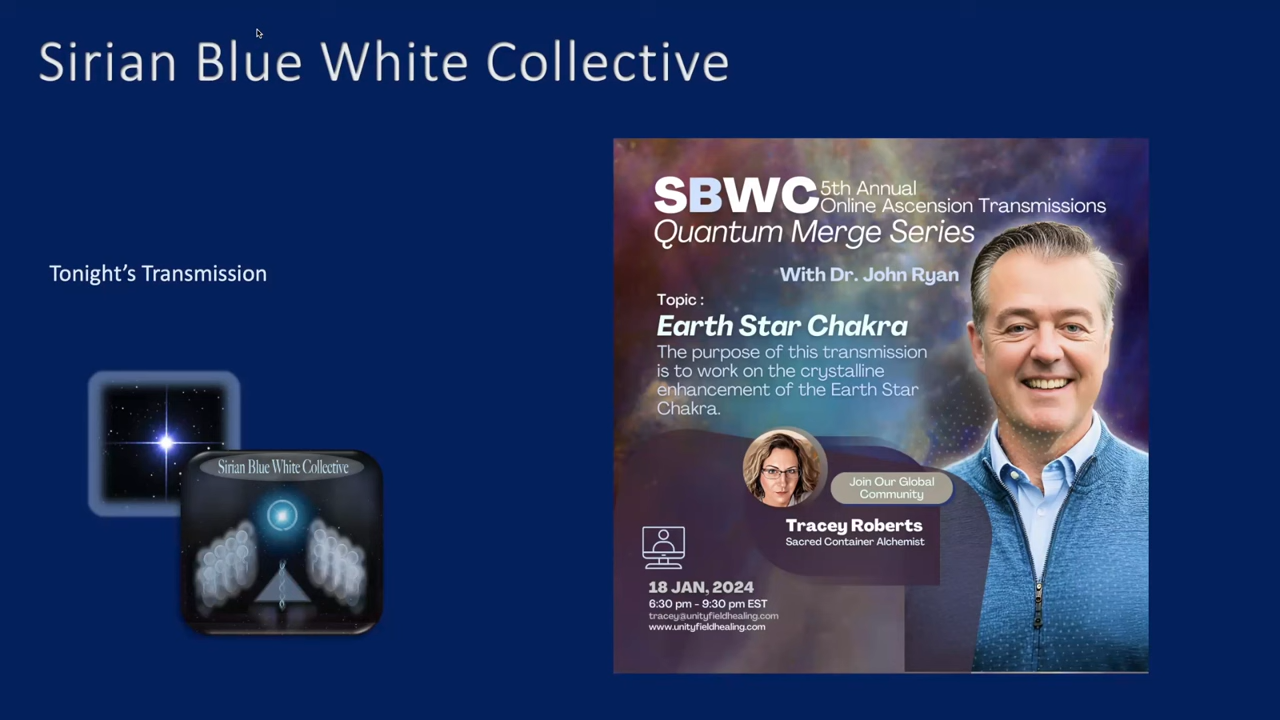 Sirian Blue White Collective
Tonight's Transmission
Sirian Blue White Collective
SBWC
5th Annual
Online Ascension Transmissions
Quantum Merge Series
With Dr. John Ryan
Topic :
Earth Star Chakra
The purpose of this transmission
is to work on the crystalline
enhancement of the Earth Star
Chakra.
Join Our Global
Community
Tracey Roberts
Sacred Container Alchemist
18 JAN, 2024
6:30 pm - 9:30 pm EST
tracey@unityfieldhealing.com
www.unityfieldhealing.com